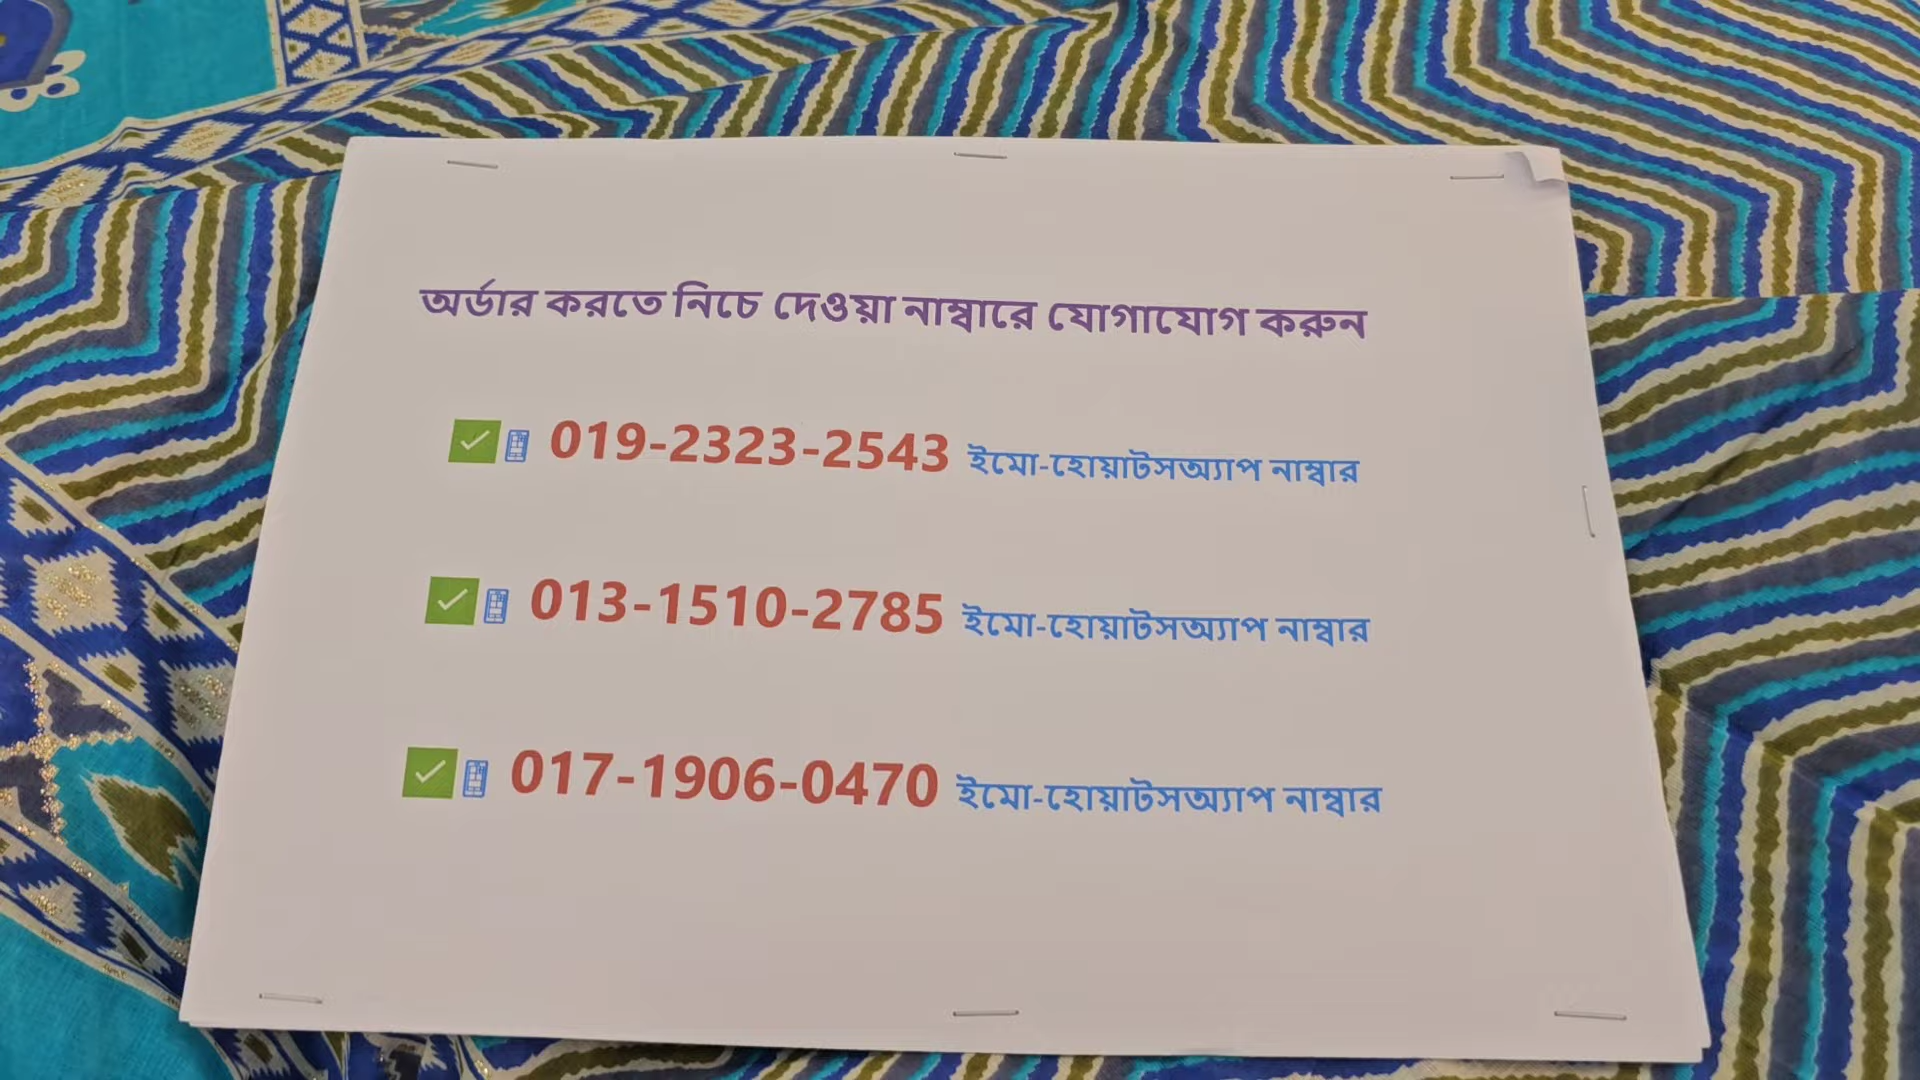 অর্ডার করতে নিচে দেওয়া নাম্বারে যোগাযোগ করুন
✅📱 019-2323-2543 ইমো-হোয়াটসঅ্যাপ নাম্বার
✅📱 013-1510-2785 ইমো-হোয়াটসঅ্যাপ নাম্বার
✅📱 017-1906-0470 ইমো-হোয়াটসঅ্যাপ নাম্বার